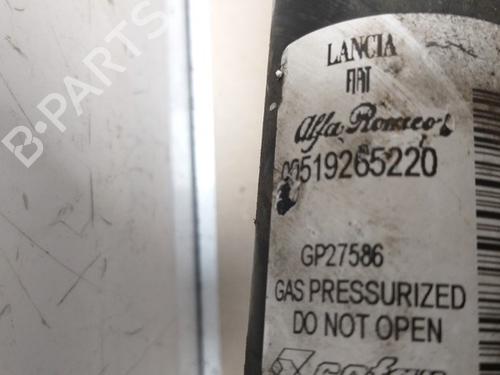 B-PARTS
LANCIA
FIAT
Alfa Romeo
00519265220
GP27586
GAS PRESSURIZED
DO NOT OPEN